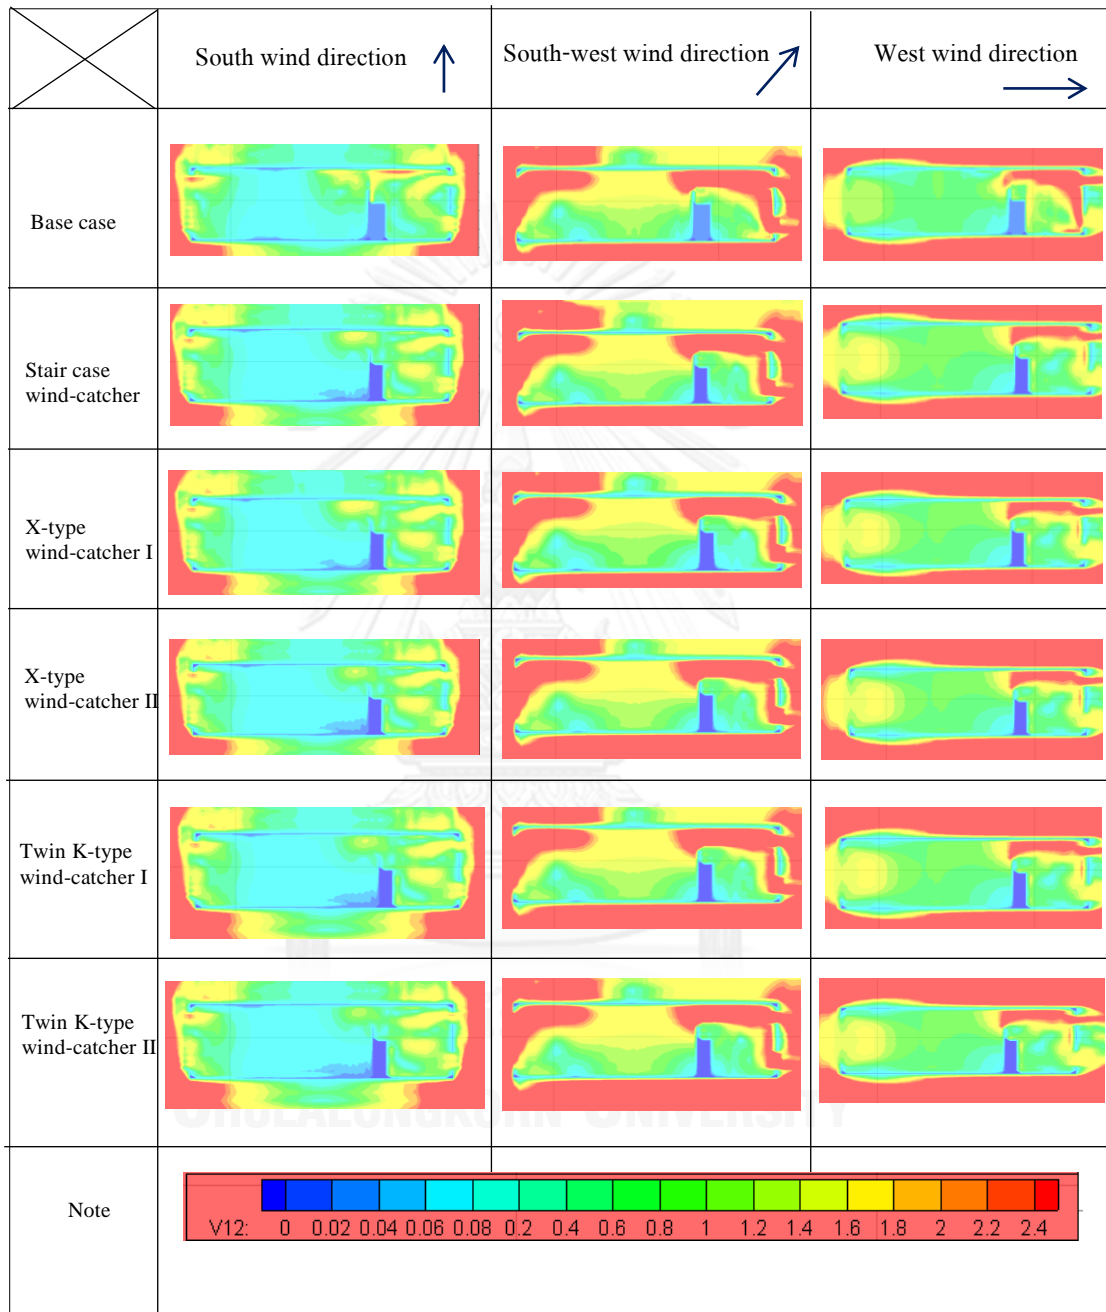 South wind direction
South-west wind direction
West wind direction
Base case
Stair case
wind-catcher
X-type
wind-catcher I
X-type
wind-catcher II
Twin K-type
wind-catcher I
Twin K-type
wind-catcher II
CHULALONGKORN UNIVERSITY
Note
V12: 0 0.02 0.04 0.06 0.08 0.2 0.4 0.6 0.8 1 1.2 1.4 1.6 1.8 2 2.2 2.4